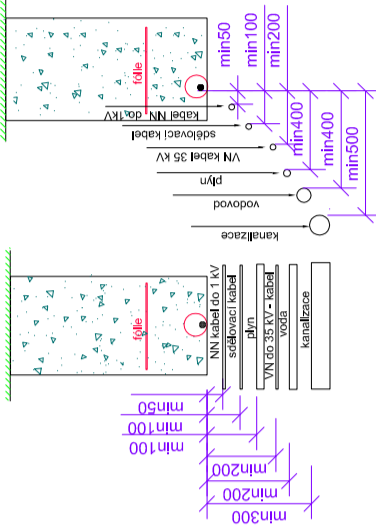 fólie
kabel NN do 1KV
sdělovací kabel
VN kabel 35 kV
plyn
vodovod
kanalizace
min50
min100
min200
min400
min400
min500
fólie
NN kabel do 1 kV
sdělovací kabel
plyn
VN do 35 kV - kabel
voda
kanalizace
min50
min100
min100
min200
min200
min300